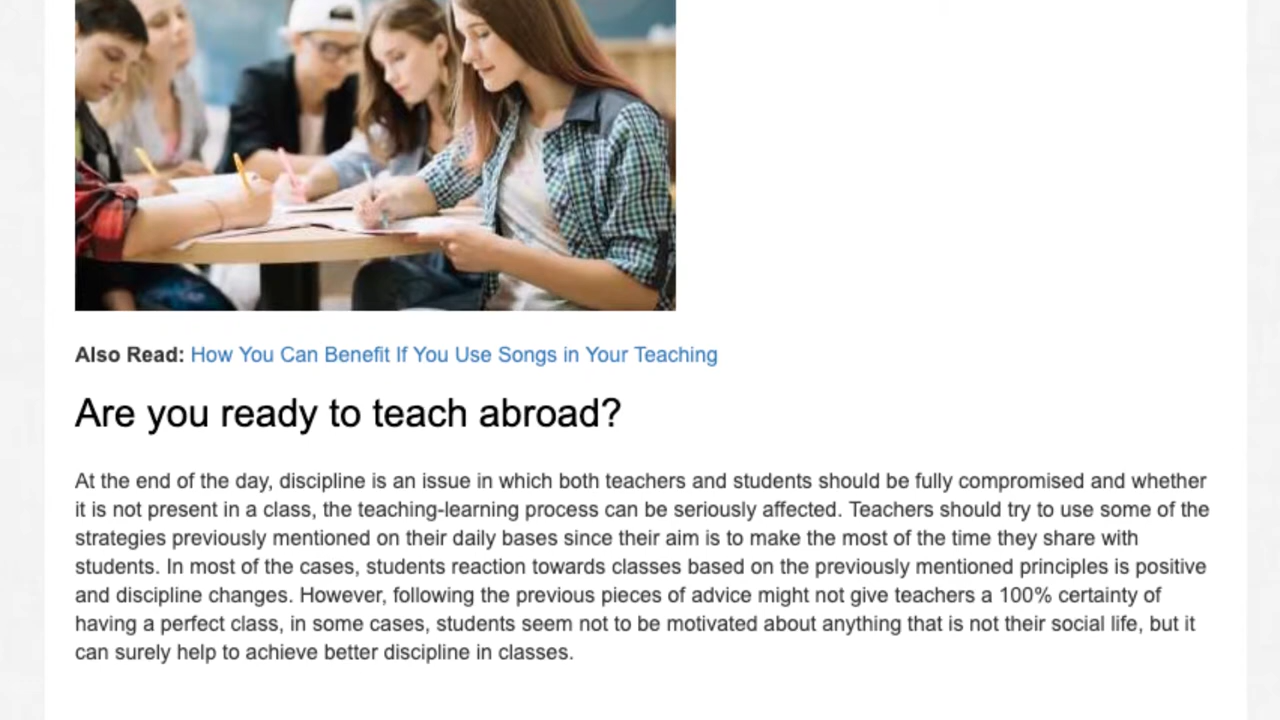 Also Read: How You Can Benefit If You Use Songs in Your Teaching
Are you ready to teach abroad?
At the end of the day, discipline is an issue in which both teachers and students should be fully compromised and whether
it is not present in a class, the teaching-learning process can be seriously affected. Teachers should try to use some of the
strategies previously mentioned on their daily bases since their aim is to make the most of the time they share with
students. In most of the cases, students reaction towards classes based on the previously mentioned principles is positive
and discipline changes. However, following the previous pieces of advice might not give teachers a 100% certainty of
having a perfect class, in some cases, students seem not to be motivated about anything that is not their social life, but it
can surely help to achieve better discipline in classes.